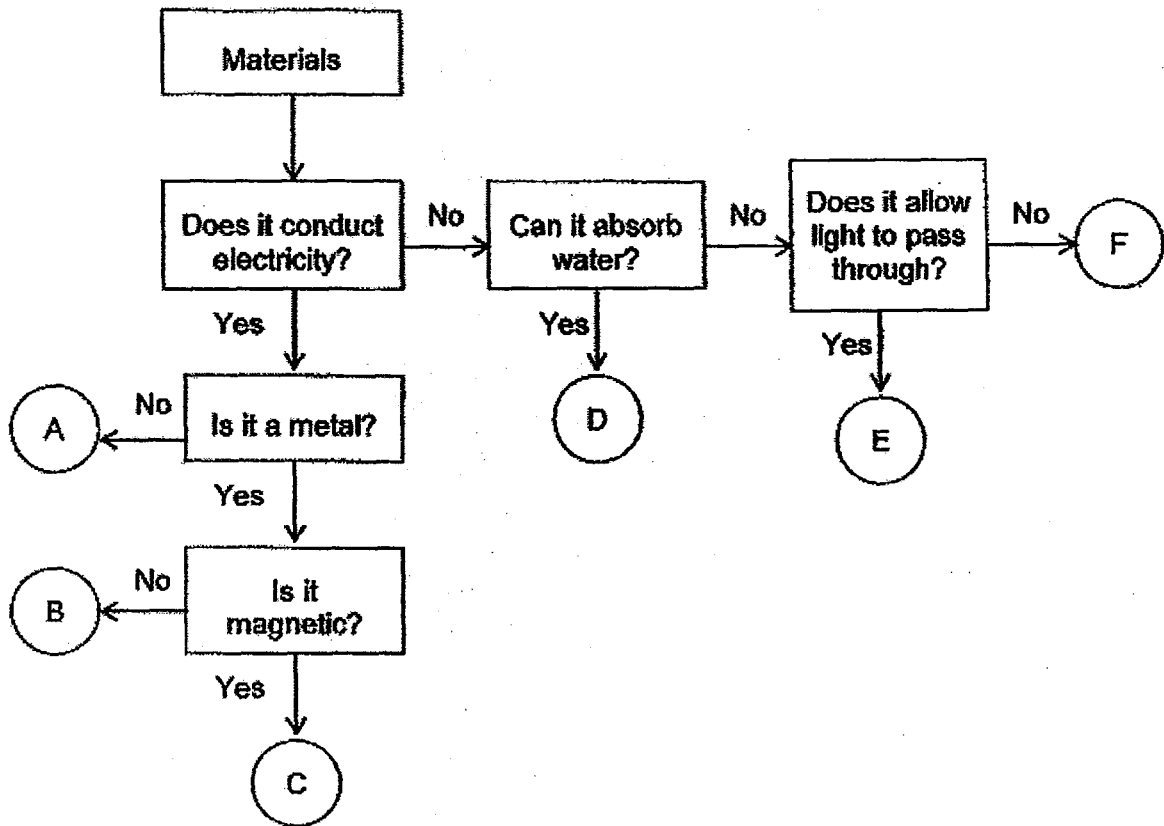 Materials
Does it conduct
electricity?
No
Can it absorb
water?
No
Does it allow
light to pass
through?
No
F
Yes
Yes
D
Yes
E
Is it a metal?
No
A
Yes
Is it
magnetic?
No
B
Yes
C